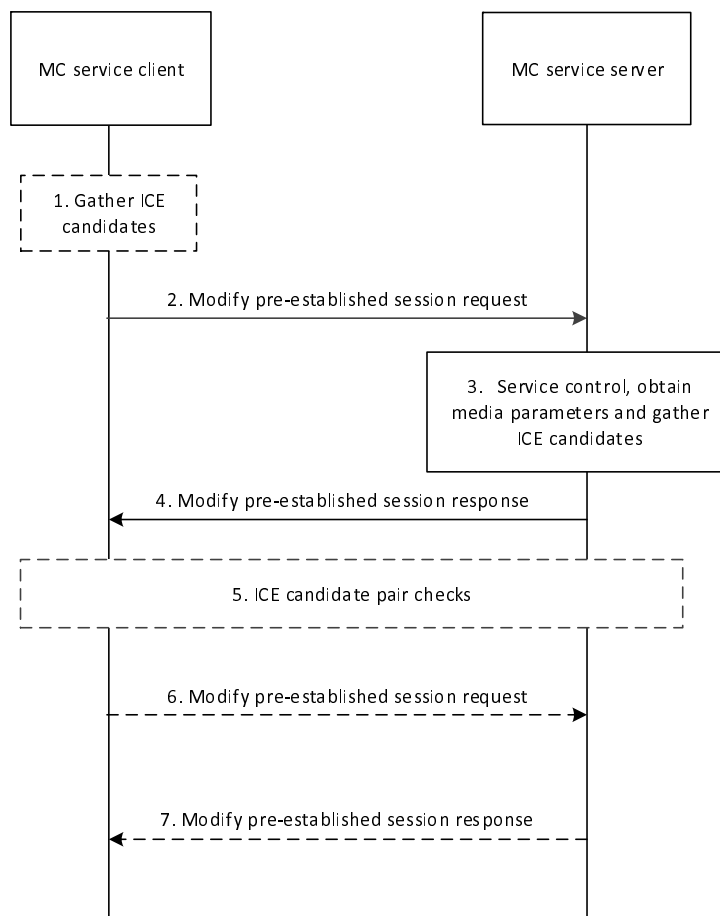 MC service client
MC service server
1. Gather ICE
candidates
2. Modify pre-established session request
3. Service control, obtain
media parameters and gather
ICE candidates
4. Modify pre-established session response
5. ICE candidate pair checks
6. Modify pre-established session request
7. Modify pre-established session response